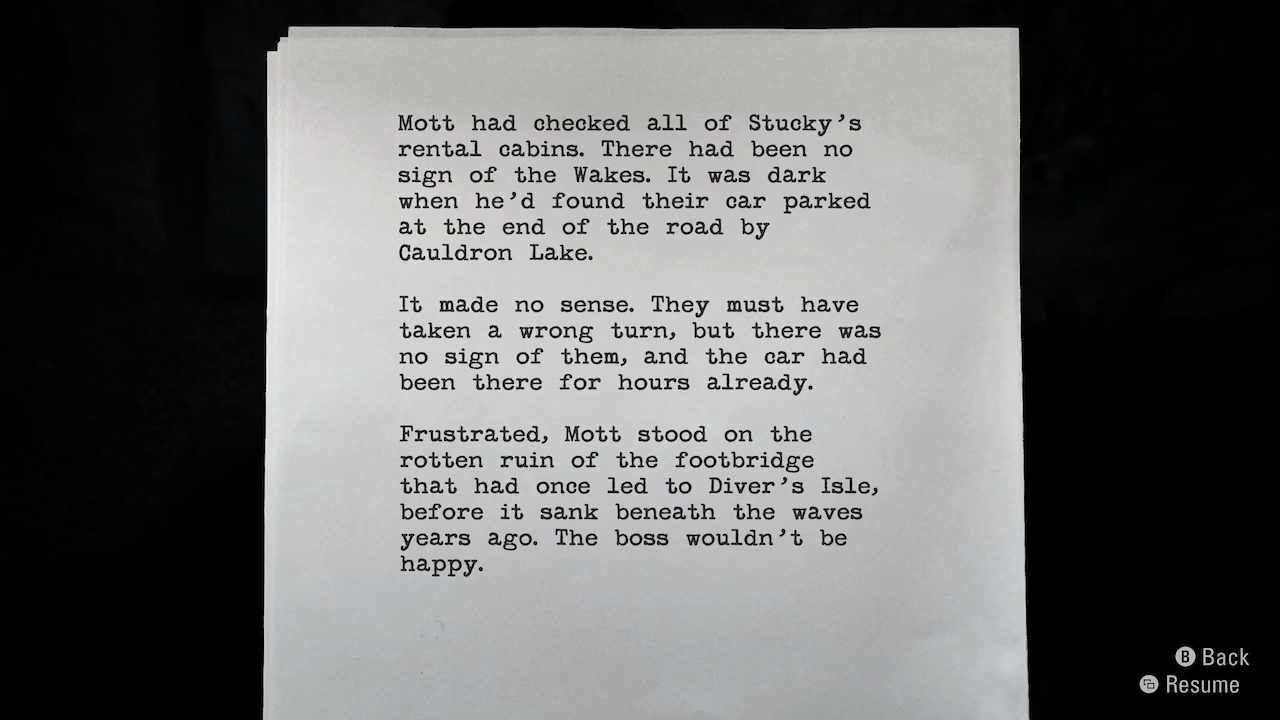 Mott had checked all of Stucky's
rental cabins. There had been no
sign of the Wakes. It was dark
when he'd found their car parked
at the end of the road by
Cauldron Lake.
It made no sense. They must have
taken a wrong turn, but there was
no sign of them, and the car had
been there for hours already.
Frustrated, Mott stood on the
rotten ruin of the footbridge
that had once led to Diver's Isle,
before it sank beneath the waves
years ago. The boss wouldn't be
happy.
B Back
Resume